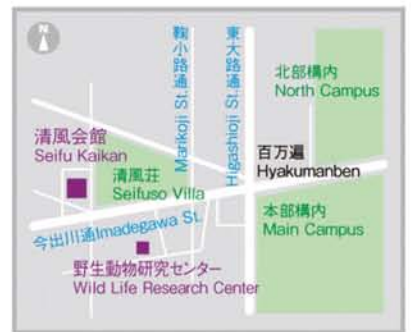 N
鞠小路通
Marikoji St.
東大路通
Higashioji St.
北部構内
North Campus
清風会館
Seifu Kaikan
清風荘
Seifuso Villa
百万遍
Hyakumanben
今出川通Imadegawa St.
本部構内
Main Campus
野生動物研究センター
Wild Life Research Center